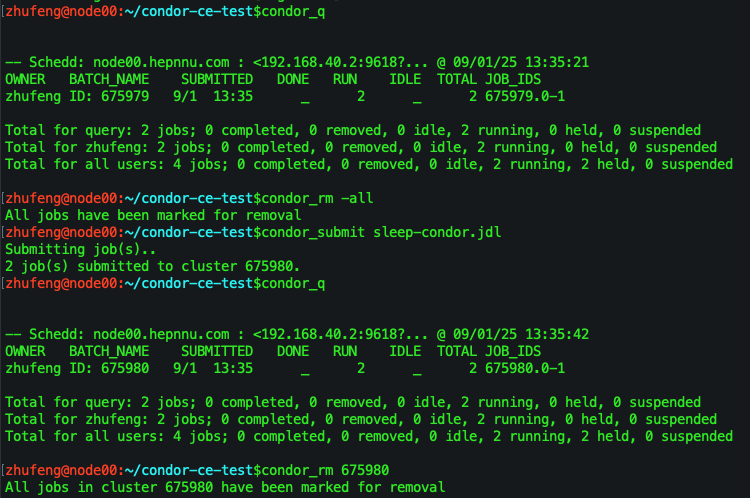 [zhufeng@node00:~/condor-ce-test$condor_q
-- Schedd: node00.hepnnu.com : <192.168.40.2:9618?... @ 09/01/25 13:35:21
OWNER   BATCH_NAME     SUBMITTED   DONE   RUN    IDLE  TOTAL JOB_IDS
zhufeng ID: 675979   9/1  13:35      _      2      _      2 675979.0-1
Total for query: 2 jobs; 0 completed, 0 removed, 0 idle, 2 running, 0 held, 0 suspended
Total for zhufeng: 2 jobs; 0 completed, 0 removed, 0 idle, 2 running, 0 held, 0 suspended
Total for all users: 4 jobs; 0 completed, 0 removed, 0 idle, 2 running, 2 held, 0 suspended
[zhufeng@node00:~/condor-ce-test$condor_rm -all
All jobs have been marked for removal
[zhufeng@node00:~/condor-ce-test$condor_submit sleep-condor.jdl
Submitting job(s)..
2 job(s) submitted to cluster 675980.
[zhufeng@node00:~/condor-ce-test$condor_q
-- Schedd: node00.hepnnu.com : <192.168.40.2:9618?... @ 09/01/25 13:35:42
OWNER   BATCH_NAME     SUBMITTED   DONE   RUN    IDLE  TOTAL JOB_IDS
zhufeng ID: 675980   9/1  13:35      _      2      _      2 675980.0-1
Total for query: 2 jobs; 0 completed, 0 removed, 0 idle, 2 running, 0 held, 0 suspended
Total for zhufeng: 2 jobs; 0 completed, 0 removed, 0 idle, 2 running, 0 held, 0 suspended
Total for all users: 4 jobs; 0 completed, 0 removed, 0 idle, 2 running, 2 held, 0 suspended
[zhufeng@node00:~/condor-ce-test$condor_rm 675980
All jobs in cluster 675980 have been marked for removal